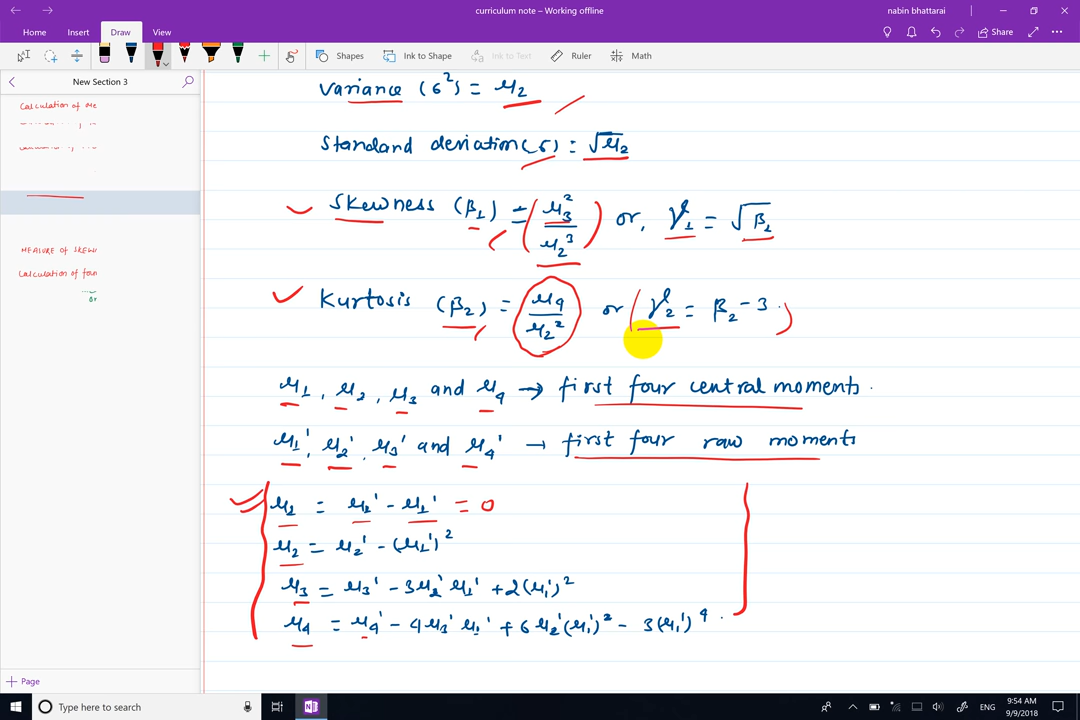 curriculum note – Working offline
nabin bhattarai
Home Insert Draw View
Share
Shapes Ink to Shape Ink to Text Ruler Math
New Section 3
Calculation of Me
MEASURE of SKEW
Calculation of four
or
Variance (σ²) = μ₂
Standard deviation (σ) = √μ₂
Skewness (β₁) = (μ₃²/μ₂³) or, γ₁ = √β₁
Kurtosis (β₂) = μ₄/μ₂² or (γ₂ = β₂ - 3)
μ₁, μ₂, μ₃ and μ₄ → first four central moments.
μ₁', μ₂', μ₃' and μ₄' → first four raw moments
μ₁ = μ₁' - μ₁' = 0
μ₂ = μ₂' - (μ₁')²
μ₃ = μ₃' - 3μ₂' μ₁' + 2(μ₁')²
μ₄ = μ₄' - 4μ₃' μ₁' + 6μ₂'(μ₁')² - 3(μ₁')⁴.
Page
Type here to search
ENG
9:54 AM
9/9/2018